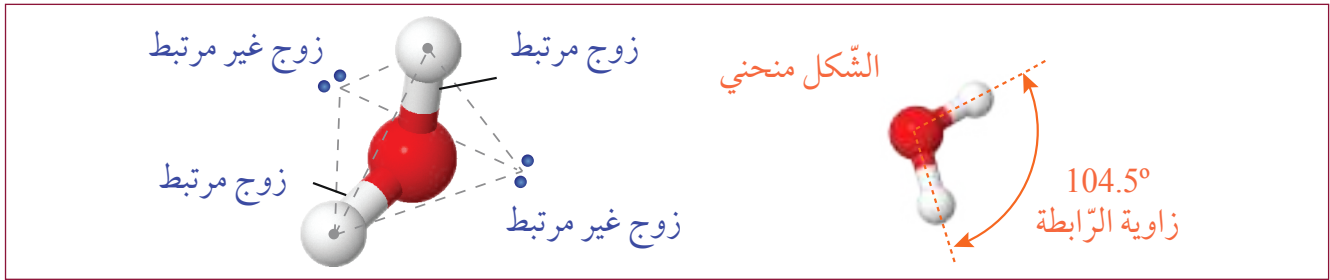 الشّكل منحني
104.5º
زاوية الرّابطة
زوج مرتبط
زوج غير مرتبط
زوج مرتبط
زوج غير مرتبط